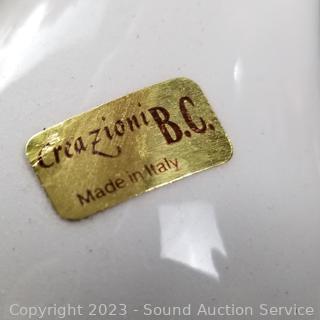 Creazioni B.C.
Made in Italy
Copyright © 2023 - Sound Auction Service